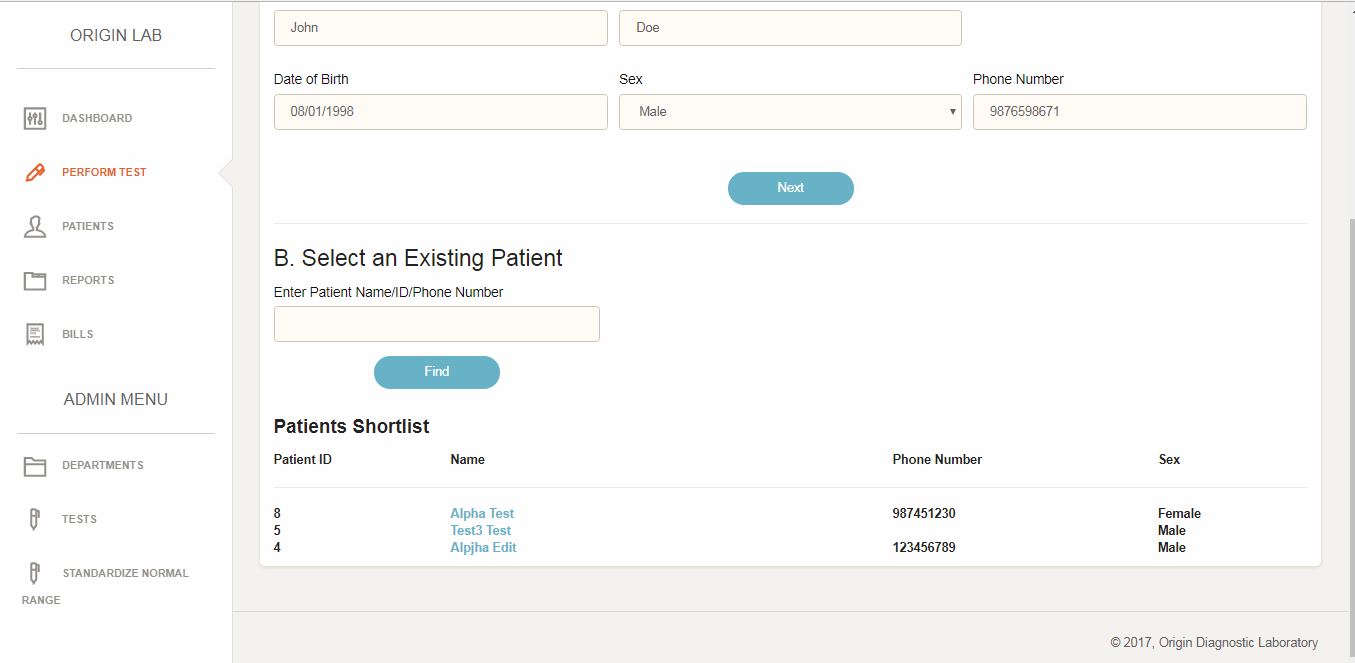 ORIGIN LAB
DASHBOARD
PERFORM TEST
PATIENTS
REPORTS
BILLS
ADMIN MENU
DEPARTMENTS
TESTS
STANDARDIZE NORMAL
RANGE
John Doe
Date of Birth Sex Phone Number
08/01/1998 Male 9876598671
Next
B. Select an Existing Patient
Enter Patient Name/ID/Phone Number
Find
Patients Shortlist
Patient ID Name Phone Number Sex
8 Alpha Test 987451230 Female
5 Test3 Test Male
4 Alpjha Edit 123456789 Male
© 2017, Origin Diagnostic Laboratory